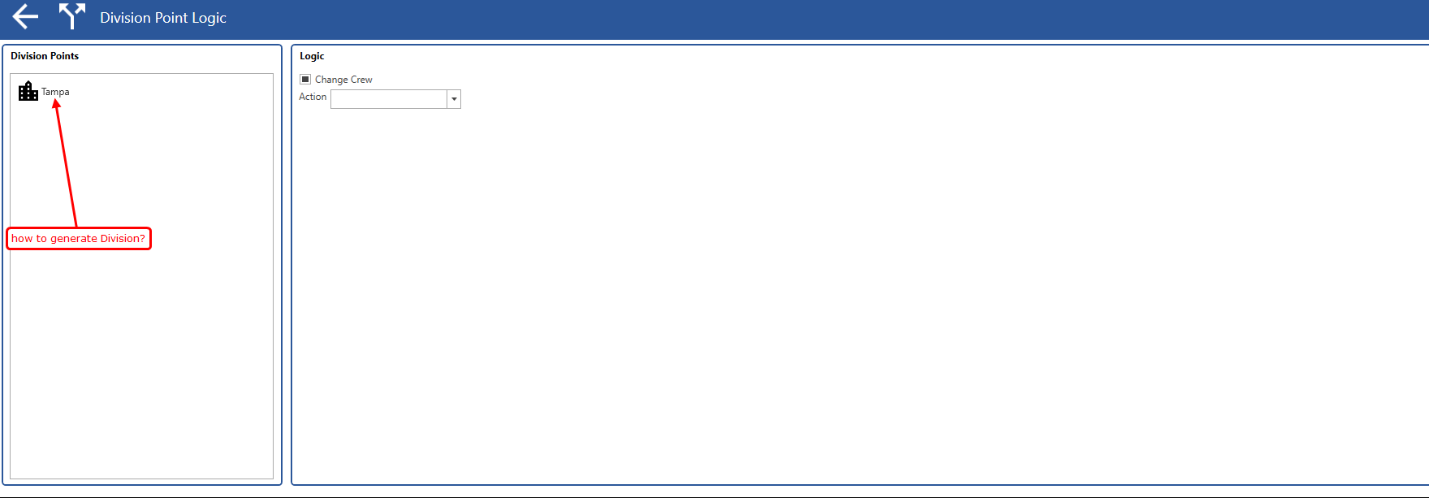 Division Point Logic
Division Points
Tampa
how to generate Division?
Logic
Change Crew
Action